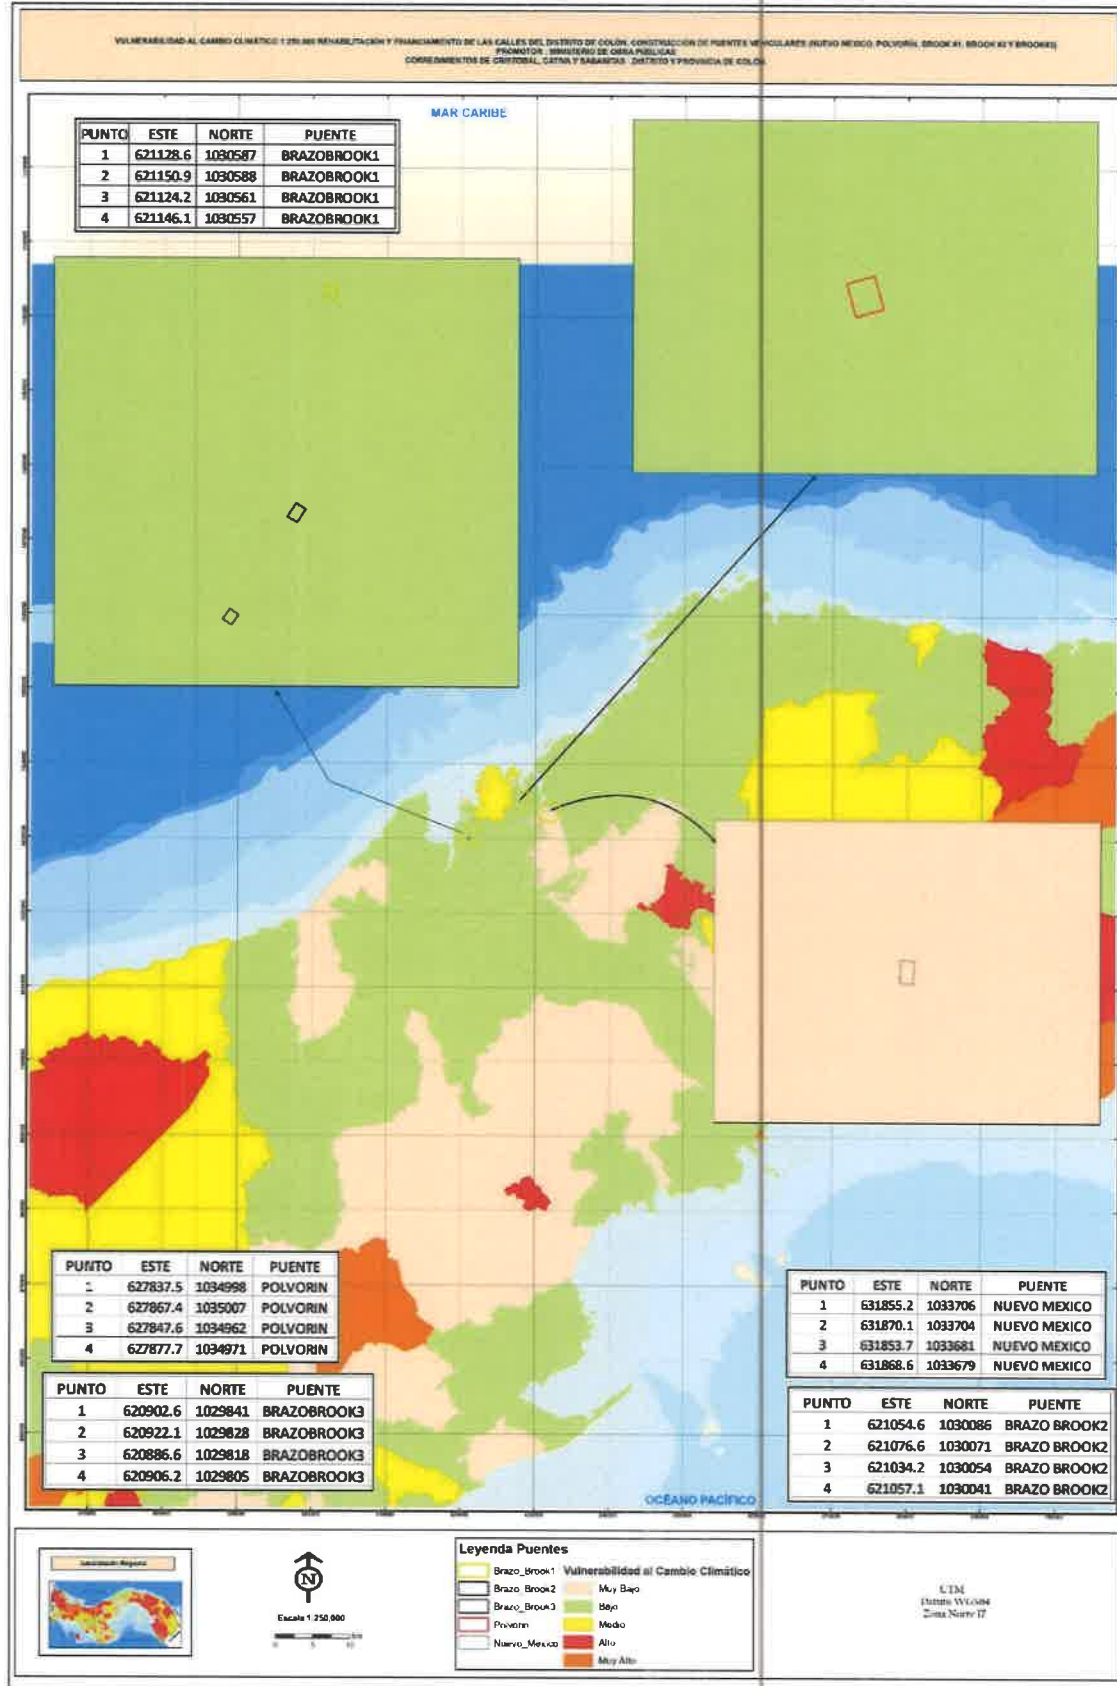 VULNERABILIDAD AL CAMBIO CLIMÁTICO 1:250,000 REHABILITACIÓN Y FINANCIAMIENTO DE LAS CALLES DEL DISTRITO DE COLÓN, CONSTRUCCIÓN DE PUENTES VEHICULARES (NUEVO MEXICO, POLVORÍN, BROOK #1, BROOK #2 Y BROOK#3)
PROMOTOR : MINISTERIO DE OBRA PÚBLICAS
CORREGIMIENTOS DE CRISTOBAL, CATIVA Y SABANITAS DISTRITO Y PROVINCIA DE COLÓN
MAR CARIBE
PUNTO ESTE NORTE PUENTE
1 621128.6 1030587 BRAZOBROOK1
2 621150.9 1030588 BRAZOBROOK1
3 621124.2 1030561 BRAZOBROOK1
4 621146.1 1030557 BRAZOBROOK1
PUNTO ESTE NORTE PUENTE
1 627837.5 1034998 POLVORIN
2 627867.4 1035007 POLVORIN
3 627847.6 1034962 POLVORIN
4 627877.7 1034971 POLVORIN
PUNTO ESTE NORTE PUENTE
1 631855.2 1033706 NUEVO MEXICO
2 631870.1 1033704 NUEVO MEXICO
3 631853.7 1033681 NUEVO MEXICO
4 631868.6 1033679 NUEVO MEXICO
PUNTO ESTE NORTE PUENTE
1 620902.6 1029841 BRAZOBROOK3
2 620922.1 1029828 BRAZOBROOK3
3 620886.6 1029818 BRAZOBROOK3
4 620906.2 1029805 BRAZOBROOK3
PUNTO ESTE NORTE PUENTE
1 621054.6 1030086 BRAZO BROOK2
2 621076.6 1030071 BRAZO BROOK2
3 621034.2 1030054 BRAZO BROOK2
4 621057.1 1030041 BRAZO BROOK2
OCÉANO PACÍFICO
Localización Regional
N
Escala 1:250,000
0 5 10 km
Leyenda Puentes
Brazo_Brook1
Brazo_Brook2
Brazo_Brook3
Polvorin
Nuevo_Mexico
Vulnerabilidad al Cambio Climático
Muy Bajo
Bajo
Medio
Alto
Muy Alto
UTM
Datum WGS84
Zona Norte 17